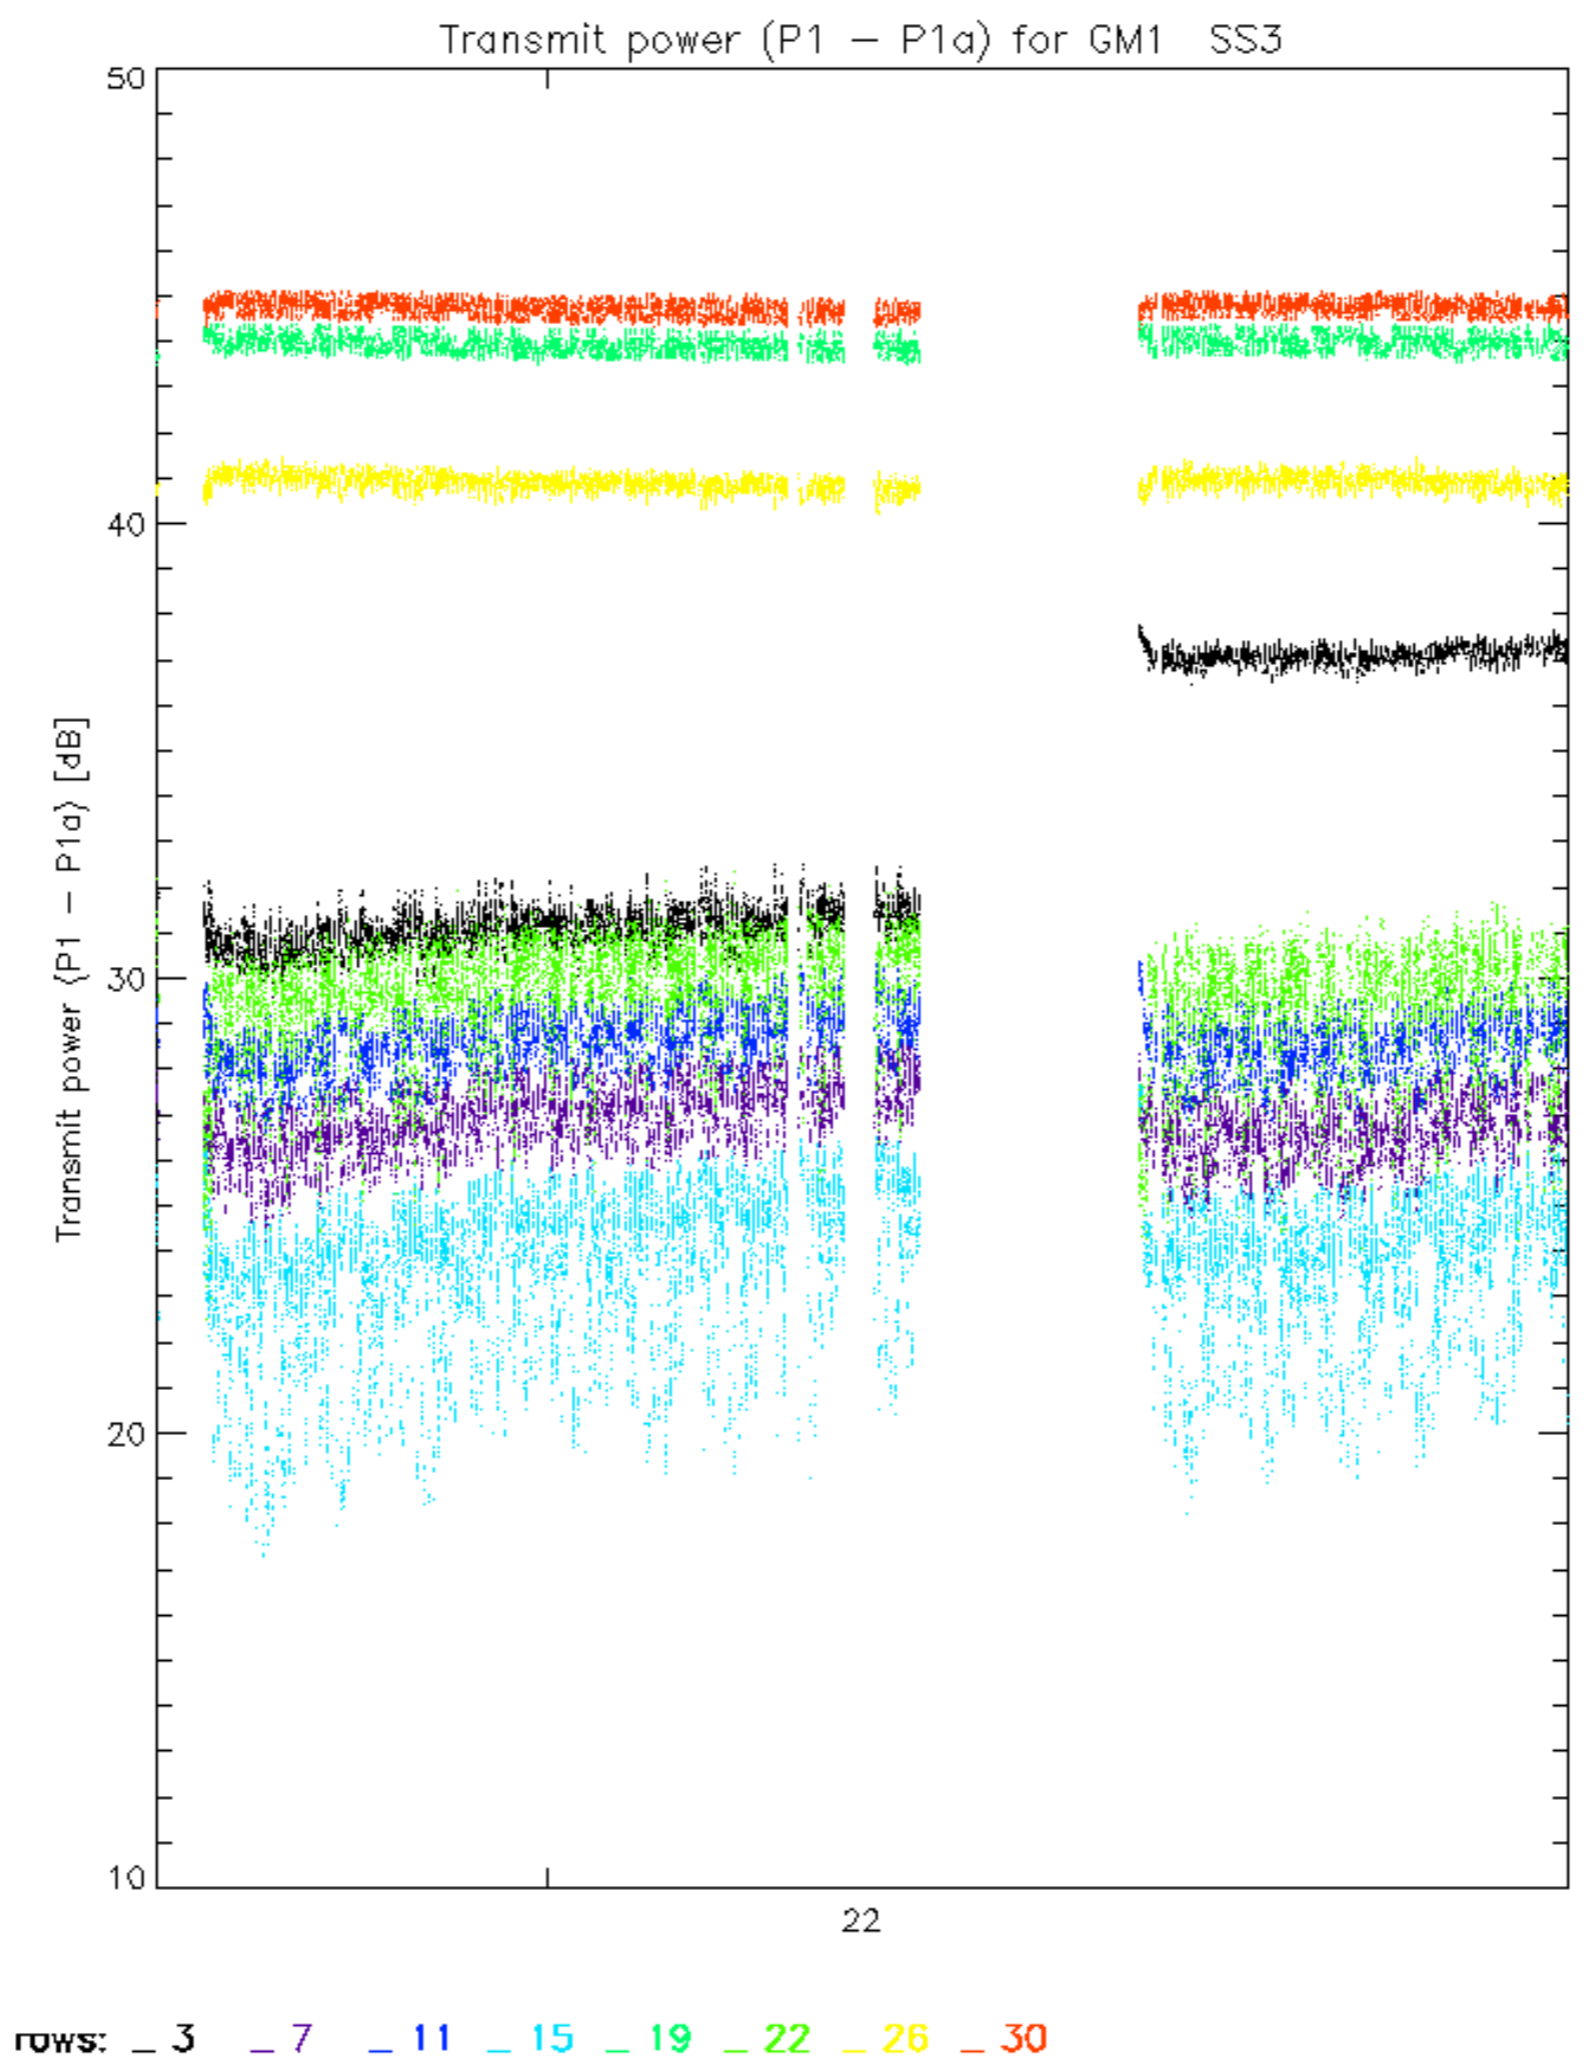 Transmit power (P1 - P1a) for GM1 SS3
50
40
30
20
10
Transmit power (P1 - P1a) [dB]
22
rows: _ 3 _ 7 _ 11 _ 15 _ 19 _ 22 _ 26 _ 30